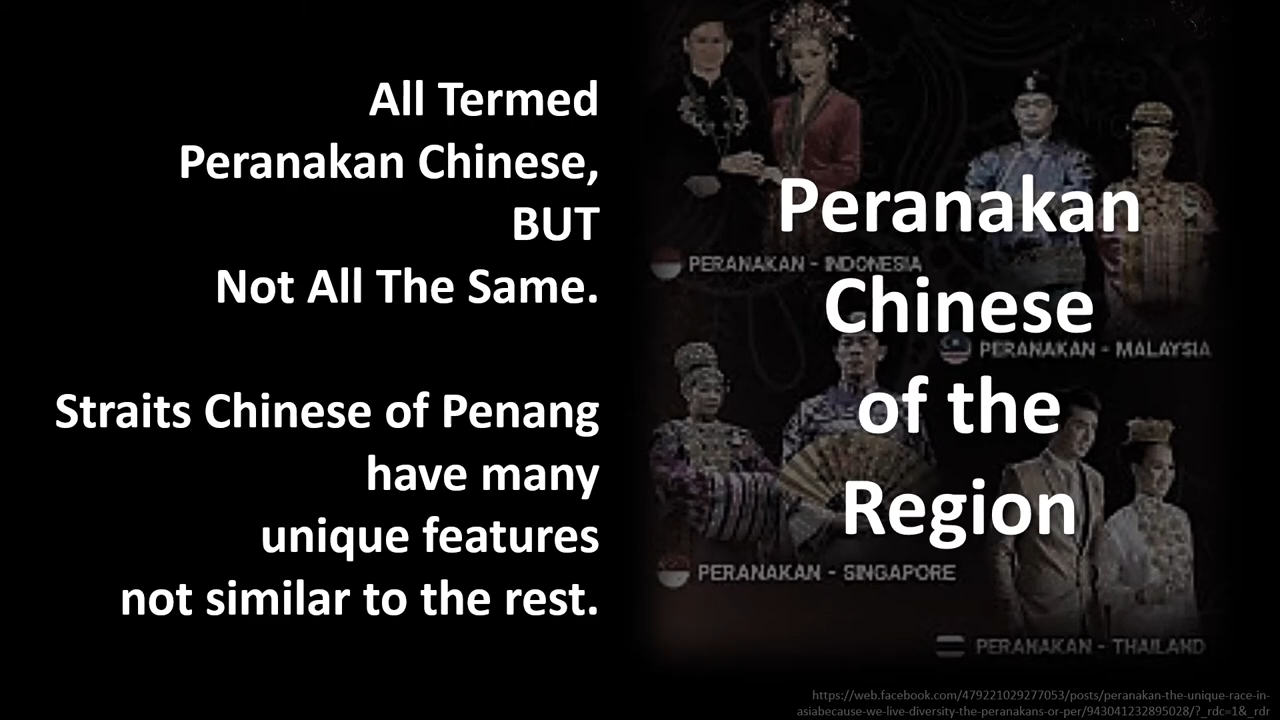 All Termed
Peranakan Chinese,
BUT
Not All The Same.
Straits Chinese of Penang
have many
unique features
not similar to the rest.
Peranakan
Chinese
of the
Region
PERANAKAN - INDONESIA
PERANAKAN - MALAYSIA
PERANAKAN - SINGAPORE
PERANAKAN - THAILAND
https://web.facebook.com/479221029277053/posts/peranakan-the-unique-race-in-
asiabecause-we-live-diversity-the-peranakans-or-per/943041232895028/?_rdc=1&_rdr